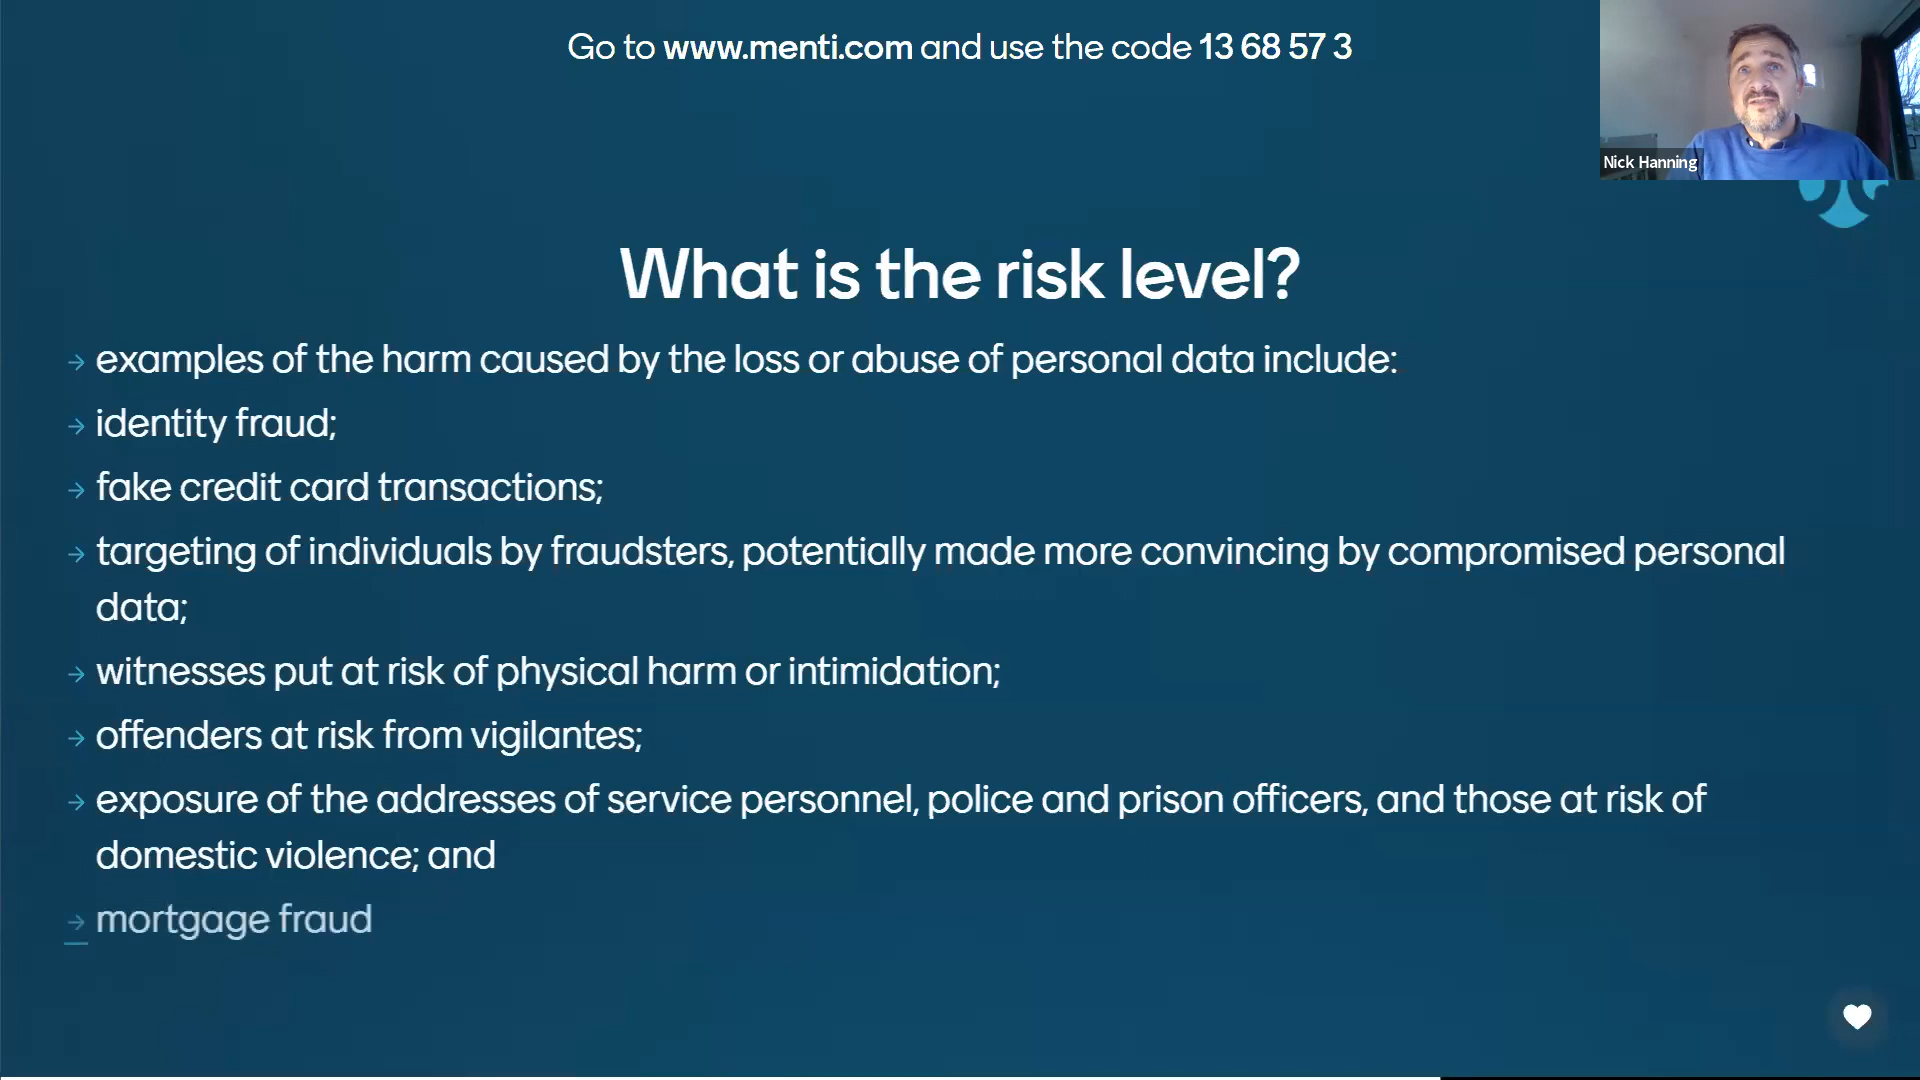 Go to www.menti.com and use the code 13 68 57 3
Nick Hanning
What is the risk level?
→ examples of the harm caused by the loss or abuse of personal data include:
→ identity fraud;
→ fake credit card transactions;
→ targeting of individuals by fraudsters, potentially made more convincing by compromised personal
data;
→ witnesses put at risk of physical harm or intimidation;
→ offenders at risk from vigilantes;
→ exposure of the addresses of service personnel, police and prison officers, and those at risk of
domestic violence; and
→ mortgage fraud